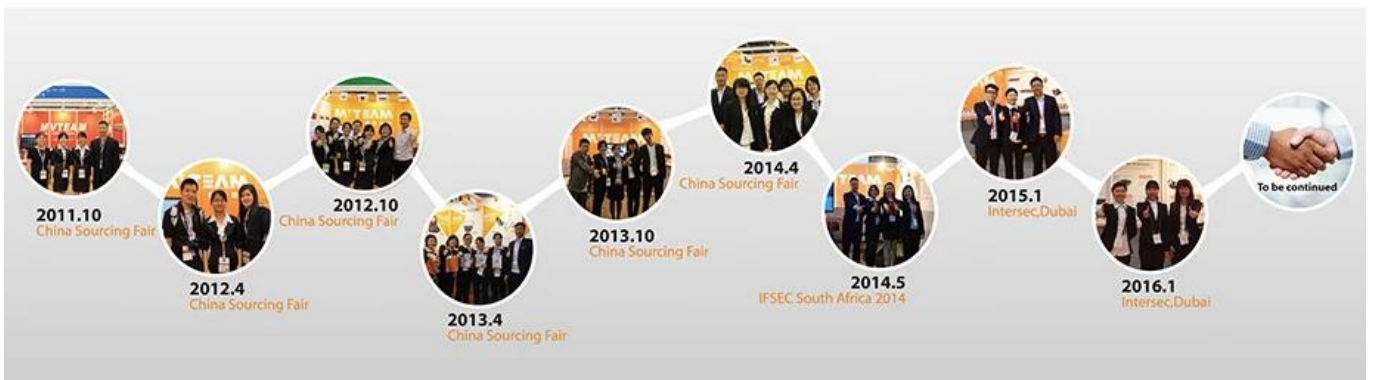 MVTEAM
2011.10
China Sourcing Fair
2012.4
China Sourcing Fair
2012.10
China Sourcing Fair
2013.4
China Sourcing Fair
2013.10
China Sourcing Fair
2014.4
China Sourcing Fair
2014.5
IFSEC South Africa 2014
2015.1
Intersec,Dubai
2016.1
Intersec,Dubai
To be continued